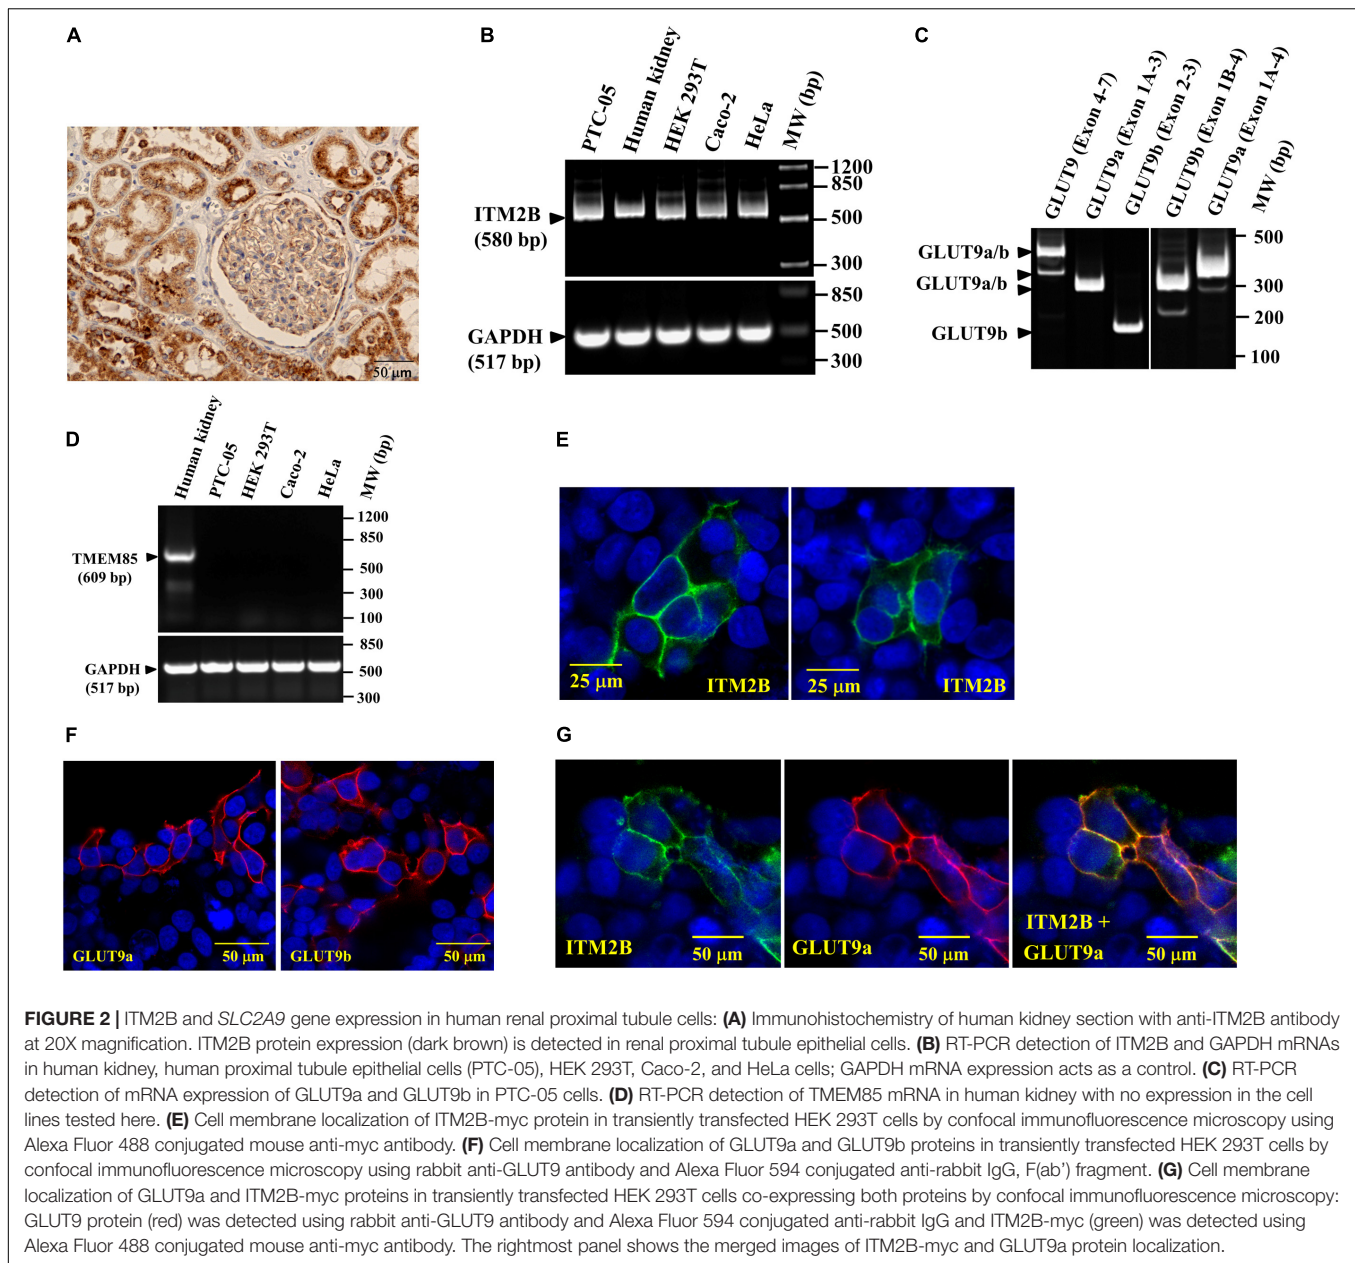 A
50 µm
B
PTC-05
Human kidney
HEK 293T
Caco-2
HeLa
MW (bp)
ITM2B
(580 bp)
1200
850
500
300
GAPDH
(517 bp)
850
500
300
C
GLUT9 (Exon 4-7)
GLUT9a (Exon 1A-3)
GLUT9b (Exon 2-3)
GLUT9b (Exon 1B-4)
GLUT9a (Exon 1A-4)
MW (bp)
GLUT9a/b
GLUT9a/b
GLUT9b
500
300
200
100
D
Human kidney
PTC-05
HEK 293T
Caco-2
HeLa
MW (bp)
TMEM85
(609 bp)
1200
850
500
300
100
GAPDH
(517 bp)
850
500
300
E
25 µm
ITM2B
25 µm
ITM2B
F
GLUT9a
50 µm
GLUT9b
50 µm
G
ITM2B
50 µm
GLUT9a
50 µm
ITM2B +
GLUT9a
50 µm
FIGURE 2 | ITM2B and SLC2A9 gene expression in human renal proximal tubule cells: (A) Immunohistochemistry of human kidney section with anti-ITM2B antibody
at 20X magnification. ITM2B protein expression (dark brown) is detected in renal proximal tubule epithelial cells. (B) RT-PCR detection of ITM2B and GAPDH mRNAs
in human kidney, human proximal tubule epithelial cells (PTC-05), HEK 293T, Caco-2, and HeLa cells; GAPDH mRNA expression acts as a control. (C) RT-PCR
detection of mRNA expression of GLUT9a and GLUT9b in PTC-05 cells. (D) RT-PCR detection of TMEM85 mRNA in human kidney with no expression in the cell
lines tested here. (E) Cell membrane localization of ITM2B-myc protein in transiently transfected HEK 293T cells by confocal immunofluorescence microscopy using
Alexa Fluor 488 conjugated mouse anti-myc antibody. (F) Cell membrane localization of GLUT9a and GLUT9b proteins in transiently transfected HEK 293T cells by
confocal immunofluorescence microscopy using rabbit anti-GLUT9 antibody and Alexa Fluor 594 conjugated anti-rabbit IgG, F(ab') fragment. (G) Cell membrane
localization of GLUT9a and ITM2B-myc proteins in transiently transfected HEK 293T cells co-expressing both proteins by confocal immunofluorescence microscopy:
GLUT9 protein (red) was detected using rabbit anti-GLUT9 antibody and Alexa Fluor 594 conjugated anti-rabbit IgG and ITM2B-myc (green) was detected using
Alexa Fluor 488 conjugated mouse anti-myc antibody. The rightmost panel shows the merged images of ITM2B-myc and GLUT9a protein localization.